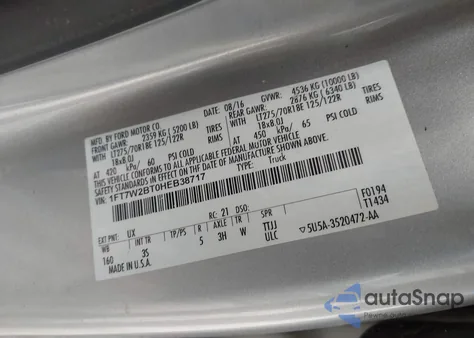 MFD. BY FORD MOTOR CO.
DATE: 08/16 GVWR: 4536 KG (10000 LB)
FRONT GAWR: 2359 KG (5200 LB) REAR GAWR: 2876 KG (6340 LB)
LT275/70R18E 125/122R TIRES LT275/70R18E 125/122R TIRES
18x8.0J RIMS 18x8.0J RIMS
AT 420 kPa/ 60 PSI COLD AT 450 kPa/ 65 PSI COLD
THIS VEHICLE CONFORMS TO ALL APPLICABLE FEDERAL MOTOR VEHICLE
SAFETY STANDARDS IN EFFECT ON THE DATE OF MANUFACTURE SHOWN ABOVE.
VIN: 1FT7W2BT0HEB38717
TYPE: Truck
F0194
T1434
EXT PNT: UX RC: 21 DSO:
WB INT TR TP/PS R AXLE TR SPR
160 3S 5 3H W TTJJ
MADE IN U.S.A. ULC
5U5A-3520472-AA
autoSnap